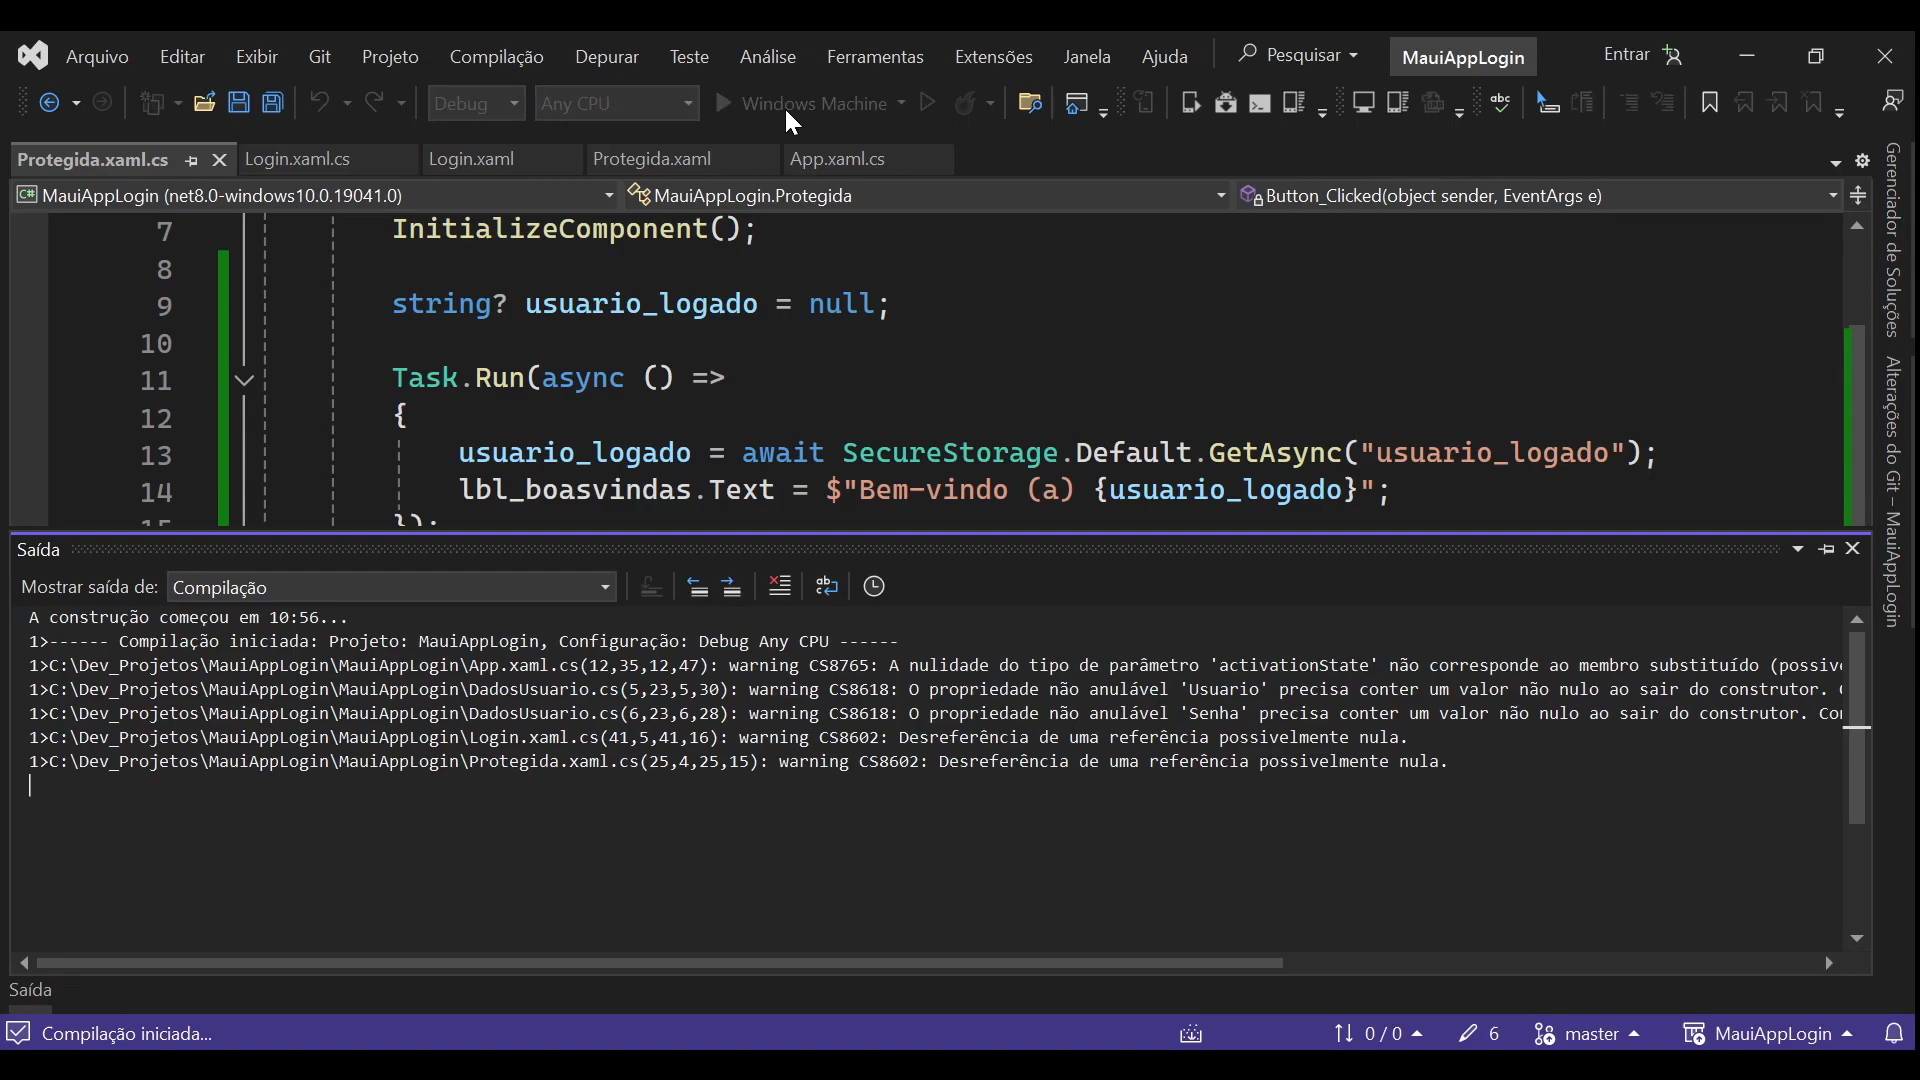 Arquivo Editar Exibir Git Projeto Compilação Depurar Teste Análise Ferramentas Extensões Janela Ajuda Pesquisar MauiAppLogin Entrar
Debug Any CPU Windows Machine
Protegida.xaml.cs Login.xaml.cs Login.xaml Protegida.xaml App.xaml.cs
C# MauiAppLogin (net8.0-windows10.0.19041.0) MauiAppLogin.Protegida Button_Clicked(object sender, EventArgs e)
7 InitializeComponent();
8
9 string? usuario_logado = null;
10
11 Task.Run(async () =>
12 {
13 usuario_logado = await SecureStorage.Default.GetAsync("usuario_logado");
14 lbl_boasvindas.Text = $"Bem-vindo (a) {usuario_logado}";
15 });
Saída
Mostrar saída de: Compilação
A construção começou em 10:56...
1>------ Compilação iniciada: Projeto: MauiAppLogin, Configuração: Debug Any CPU ------
1>C:\Dev_Projetos\MauiAppLogin\MauiAppLogin\App.xaml.cs(12,35,12,47): warning CS8765: A nulidade do tipo de parâmetro 'activationState' não corresponde ao membro substituído (possiv
1>C:\Dev_Projetos\MauiAppLogin\MauiAppLogin\DadosUsuario.cs(5,23,5,30): warning CS8618: O propriedade não anulável 'Usuario' precisa conter um valor não nulo ao sair do construtor.
1>C:\Dev_Projetos\MauiAppLogin\MauiAppLogin\DadosUsuario.cs(6,23,6,28): warning CS8618: O propriedade não anulável 'Senha' precisa conter um valor não nulo ao sair do construtor. Co
1>C:\Dev_Projetos\MauiAppLogin\MauiAppLogin\Login.xaml.cs(41,5,41,16): warning CS8602: Desreferência de uma referência possivelmente nula.
1>C:\Dev_Projetos\MauiAppLogin\MauiAppLogin\Protegida.xaml.cs(25,4,25,15): warning CS8602: Desreferência de uma referência possivelmente nula.
Saída
Compilação iniciada... 0 / 0 6 master MauiAppLogin
Gerenciador de Soluções
Alterações do Git - MauiAppLogin